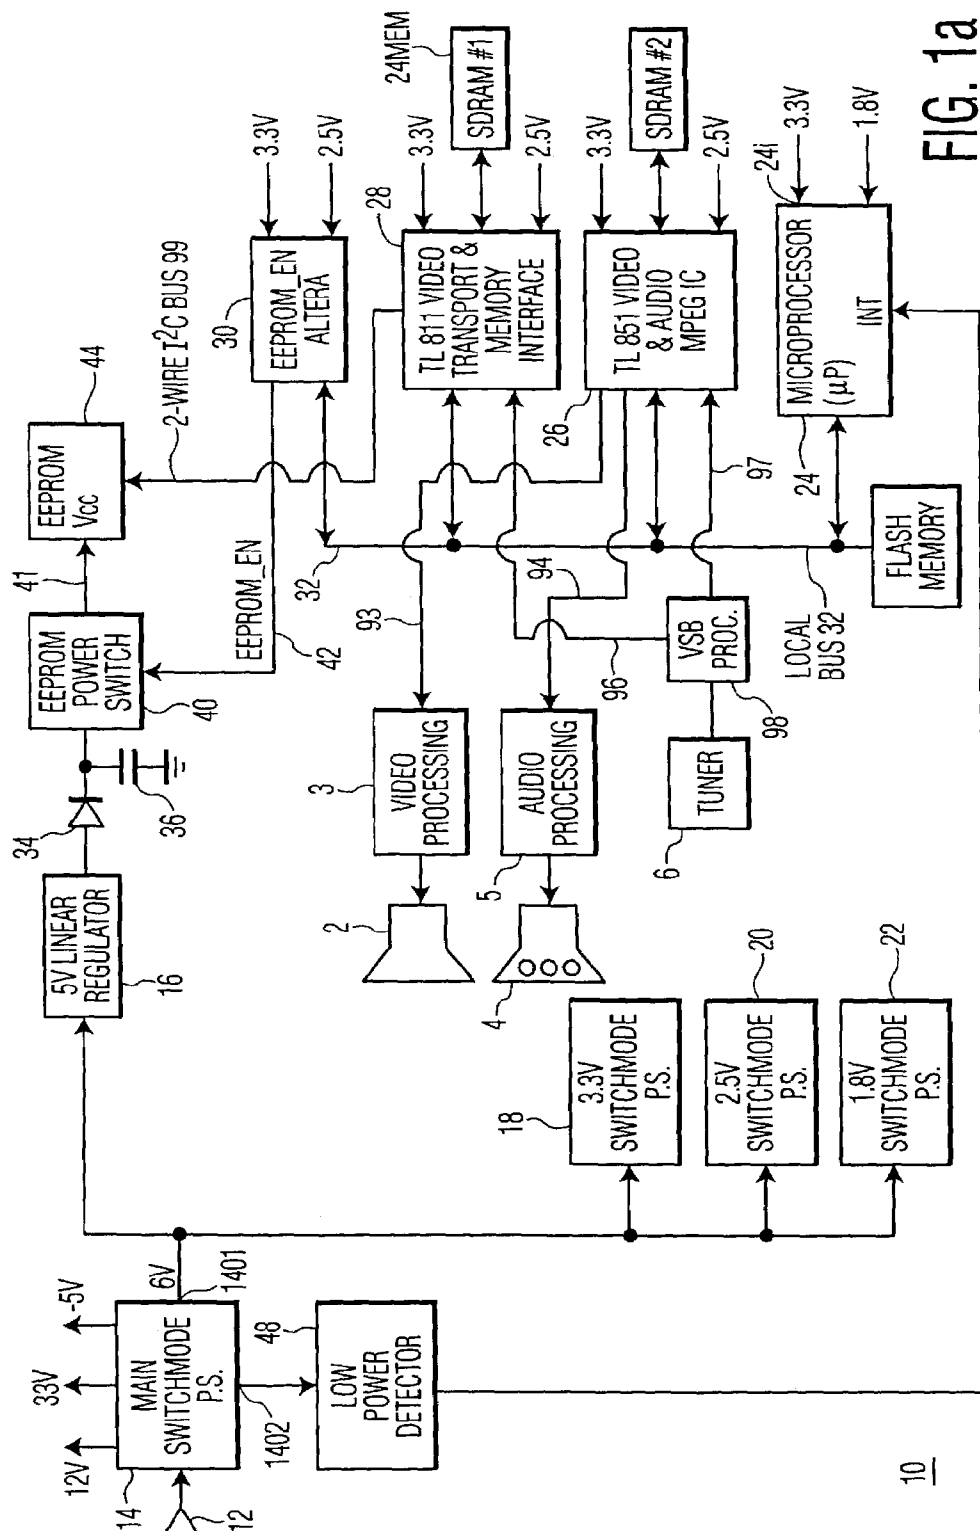 12V
33V
-5V
14
MAIN
SWITCHMODE
P.S.
12
6V
1401
1402
48
LOW
POWER
DETECTOR
10
5V LINEAR
REGULATOR
16
34
36
EEPROM
POWER
SWITCH
40
41
EEPROM
Vcc
44
2-WIRE I²C BUS 99
EEPROM_EN
42
30
EEPROM_EN
ALTERA
3.3V
2.5V
32
28
TL 811 VIDEO
TRANSPORT &
MEMORY
INTERFACE
3.3V
2.5V
24MEM
SDRAM #1
26
TL 851 VIDEO
& AUDIO
MPEG IC
3.3V
2.5V
SDRAM #2
93
94
96
97
2
3
VIDEO
PROCESSING
4
5
AUDIO
PROCESSING
6
TUNER
VSB
PROC.
98
LOCAL
BUS 32
FLASH
MEMORY
24
MICROPROCESSOR
(µP)
INT
24i
3.3V
1.8V
18
3.3V
SWITCHMODE
P.S.
20
2.5V
SWITCHMODE
P.S.
22
1.8V
SWITCHMODE
P.S.
FIG. 1a